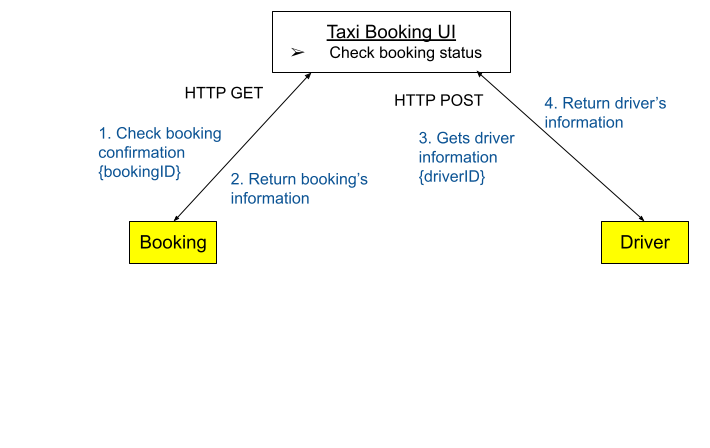 Taxi Booking UI
➢ Check booking status
HTTP GET
HTTP POST
1. Check booking
confirmation
{bookingID}
2. Return booking's
information
3. Gets driver
information
{driverID}
4. Return driver's
information
Booking
Driver